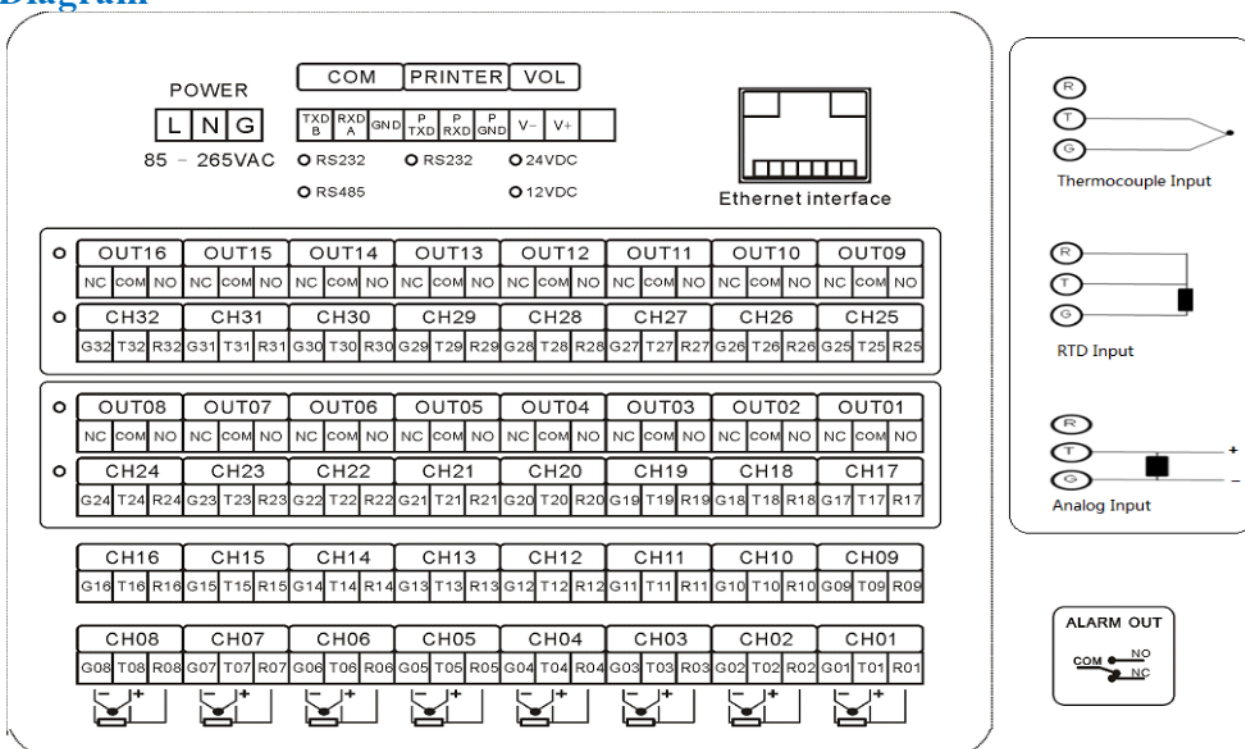 Diagram
COM PRINTER VOL
POWER
L N G
TXD B RXD A GND P TXD P RXD P GND V- V+
85 - 265VAC
RS232 RS232 24VDC
RS485 12VDC
Ethernet interface
OUT16 OUT15 OUT14 OUT13 OUT12 OUT11 OUT10 OUT09
NC COM NO NC COM NO NC COM NO NC COM NO NC COM NO NC COM NO NC COM NO NC COM NO
CH32 CH31 CH30 CH29 CH28 CH27 CH26 CH25
G32 T32 R32 G31 T31 R31 G30 T30 R30 G29 T29 R29 G28 T28 R28 G27 T27 R27 G26 T26 R26 G25 T25 R25
OUT08 OUT07 OUT06 OUT05 OUT04 OUT03 OUT02 OUT01
NC COM NO NC COM NO NC COM NO NC COM NO NC COM NO NC COM NO NC COM NO NC COM NO
CH24 CH23 CH22 CH21 CH20 CH19 CH18 CH17
G24 T24 R24 G23 T23 R23 G22 T22 R22 G21 T21 R21 G20 T20 R20 G19 T19 R19 G18 T18 R18 G17 T17 R17
CH16 CH15 CH14 CH13 CH12 CH11 CH10 CH09
G16 T16 R16 G15 T15 R15 G14 T14 R14 G13 T13 R13 G12 T12 R12 G11 T11 R11 G10 T10 R10 G09 T09 R09
CH08 CH07 CH06 CH05 CH04 CH03 CH02 CH01
G08 T08 R08 G07 T07 R07 G06 T06 R06 G05 T05 R05 G04 T04 R04 G03 T03 R03 G02 T02 R02 G01 T01 R01
- + - + - + - + - + - + - + - +
R
T
G
Thermocouple Input
R
T
G
RTD Input
R
T +
G -
Analog Input
ALARM OUT
NO
COM
NC